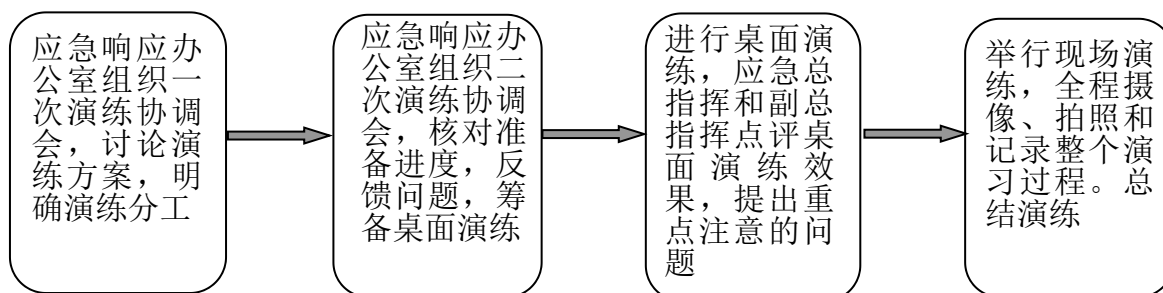 应急响应办
公室组织一
次演练协调
会，讨论演
练方案，明
确演练分工
应急响应办
公室组织二
次演练协调
会，核对准
备进度，反
馈问题，筹
备桌面演练
进行桌面演
练，应急总
指挥和副总
指挥点评桌
面演练效
果，提出重
点注意的问
题
举行现场演
练，全程摄
像、拍照和
记录整个演
习过程。总
结演练